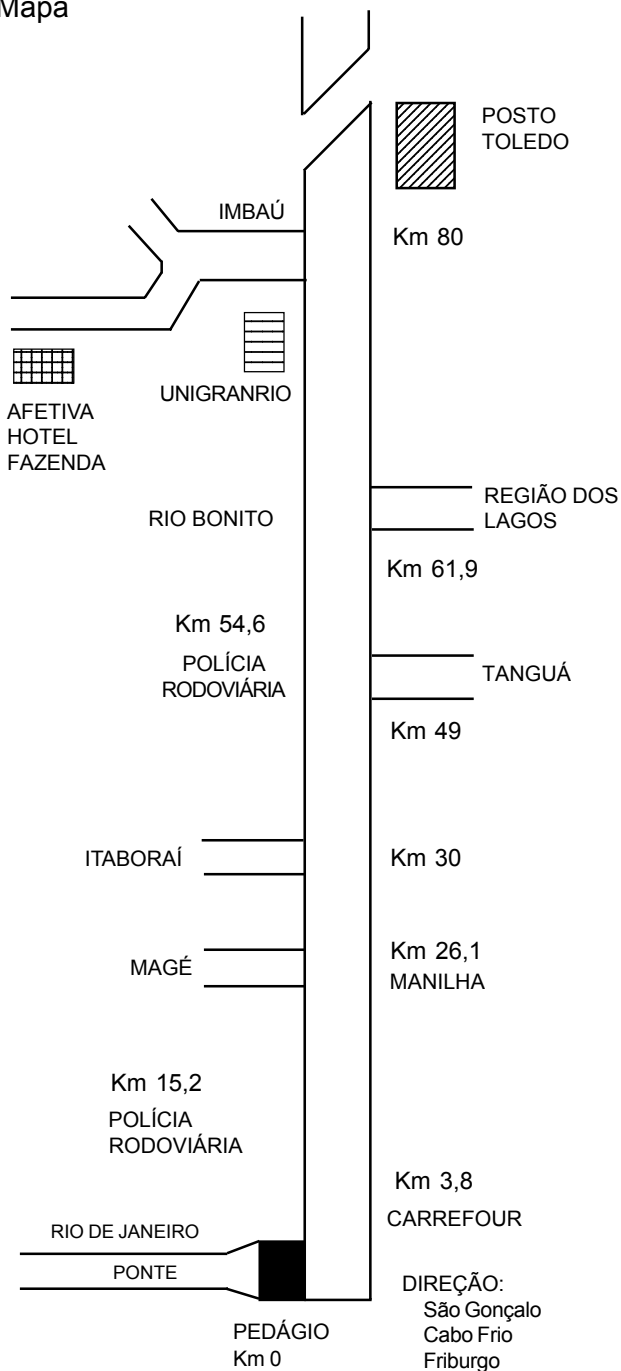 Mapa
POSTO
TOLEDO
IMBAÚ
Km 80
UNIGRANRIO
AFETIVA
HOTEL
FAZENDA
REGIÃO DOS
LAGOS
RIO BONITO
Km 61,9
Km 54,6
POLÍCIA
RODOVIÁRIA
TANGUÁ
Km 49
ITABORAÍ
Km 30
Km 26,1
MANILHA
MAGÉ
Km 15,2
POLÍCIA
RODOVIÁRIA
Km 3,8
CARREFOUR
RIO DE JANEIRO
PONTE
DIREÇÃO:
São Gonçalo
Cabo Frio
Friburgo
PEDÁGIO
Km 0